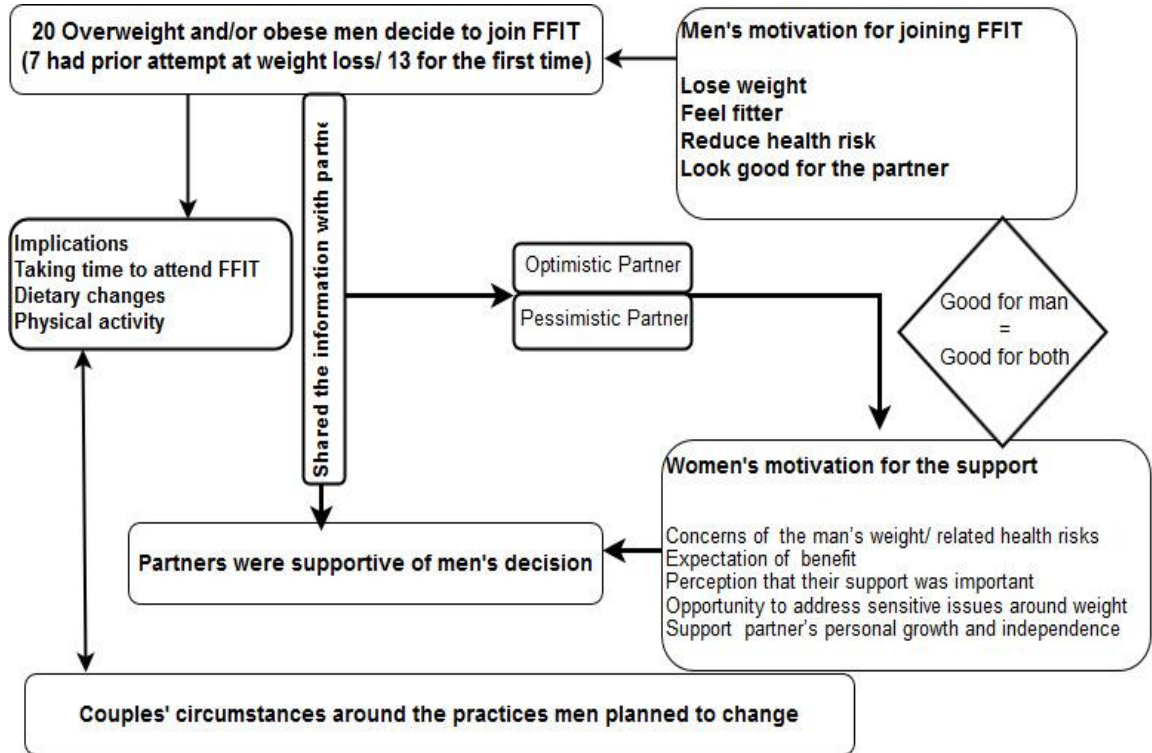 20 Overweight and/or obese men decide to join FFIT
(7 had prior attempt at weight loss/ 13 for the first time)
Men's motivation for joining FFIT
Lose weight
Feel fitter
Reduce health risk
Look good for the partner
Shared the information with partne
Implications
Taking time to attend FFIT
Dietary changes
Physical activity
Optimistic Partner
Pessimistic Partner
Good for man
=
Good for both
Women's motivation for the support
Concerns of the man's weight/ related health risks
Expectation of benefit
Perception that their support was important
Opportunity to address sensitive issues around weight
Support partner's personal growth and independence
Partners were supportive of men's decision
Couples' circumstances around the practices men planned to change